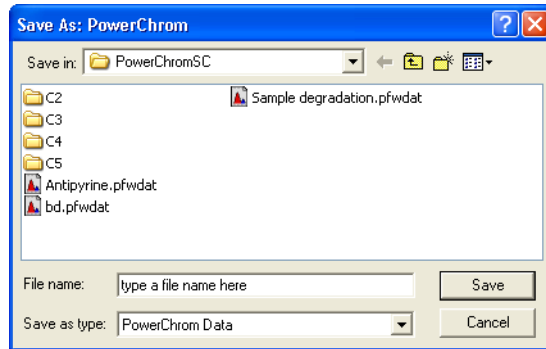 Save As: PowerChrom
Save in: PowerChromSC
C2
C3
C4
C5
Antipyrine.pfwdat
bd.pfwdat
Sample degradation.pfwdat
File name: type a file name here Save
Save as type: PowerChrom Data Cancel